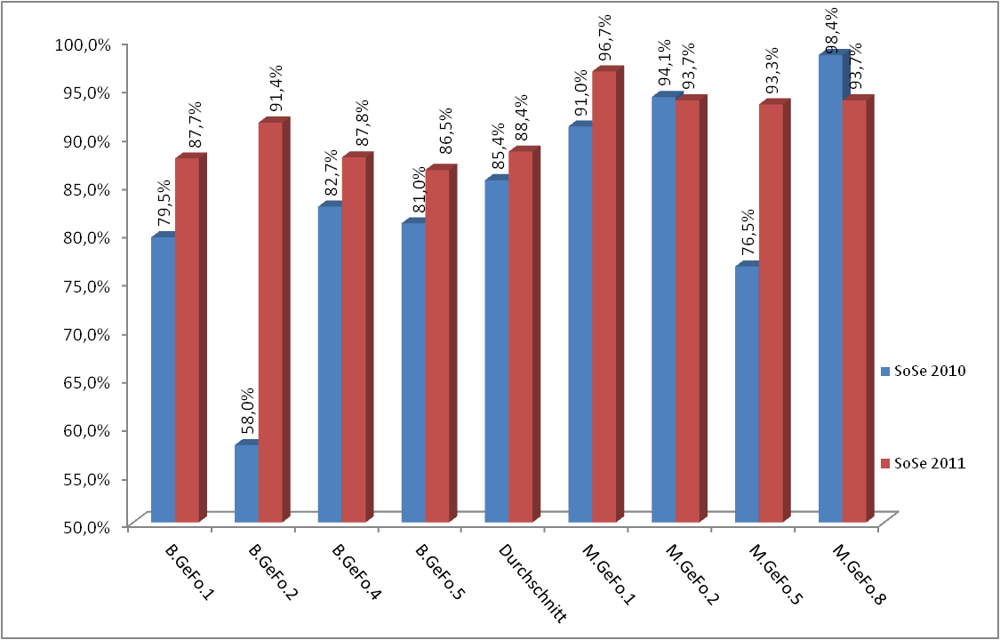 100,0%
95,0%
90,0%
85,0%
80,0%
75,0%
70,0%
65,0%
60,0%
55,0%
50,0%
79,5%
87,7%
58,0%
91,4%
82,7%
87,8%
81,0%
86,5%
85,4%
88,4%
91,0%
96,7%
94,1%
93,7%
76,5%
93,3%
98,4%
93,7%
B.GeFo.1
B.GeFo.2
B.GeFo.4
B.GeFo.5
Durchschnitt
M.GeFo.1
M.GeFo.2
M.GeFo.5
M.GeFo.8
SoSe 2010
SoSe 2011